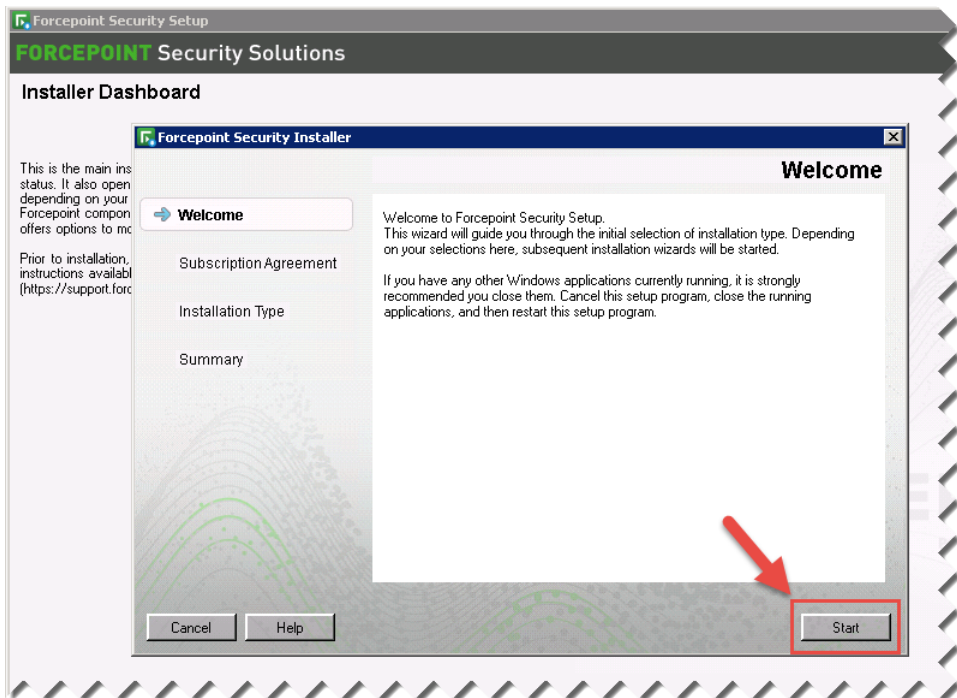 Forcepoint Security Setup
FORCEPOINT Security Solutions
Installer Dashboard
This is the main ins
status. It also open
depending on your
Forcepoint compon
offers options to mo
Prior to installation,
instructions availabl
(https://support.forc
Forcepoint Security Installer
Welcome
Welcome
Subscription Agreement
Installation Type
Summary
Welcome to Forcepoint Security Setup.
This wizard will guide you through the initial selection of installation type. Depending
on your selections here, subsequent installation wizards will be started.
If you have any other Windows applications currently running, it is strongly
recommended you close them. Cancel this setup program, close the running
applications, and then restart this setup program.
Cancel
Help
Start